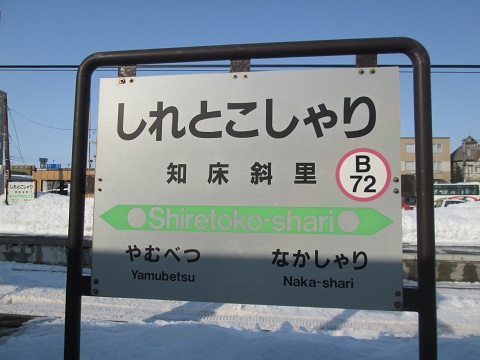 しれとこしゃり
知床斜里
B
72
Shiretoko-shari
やむべつ
なかしゃり
Yamubetsu
Naka-shari